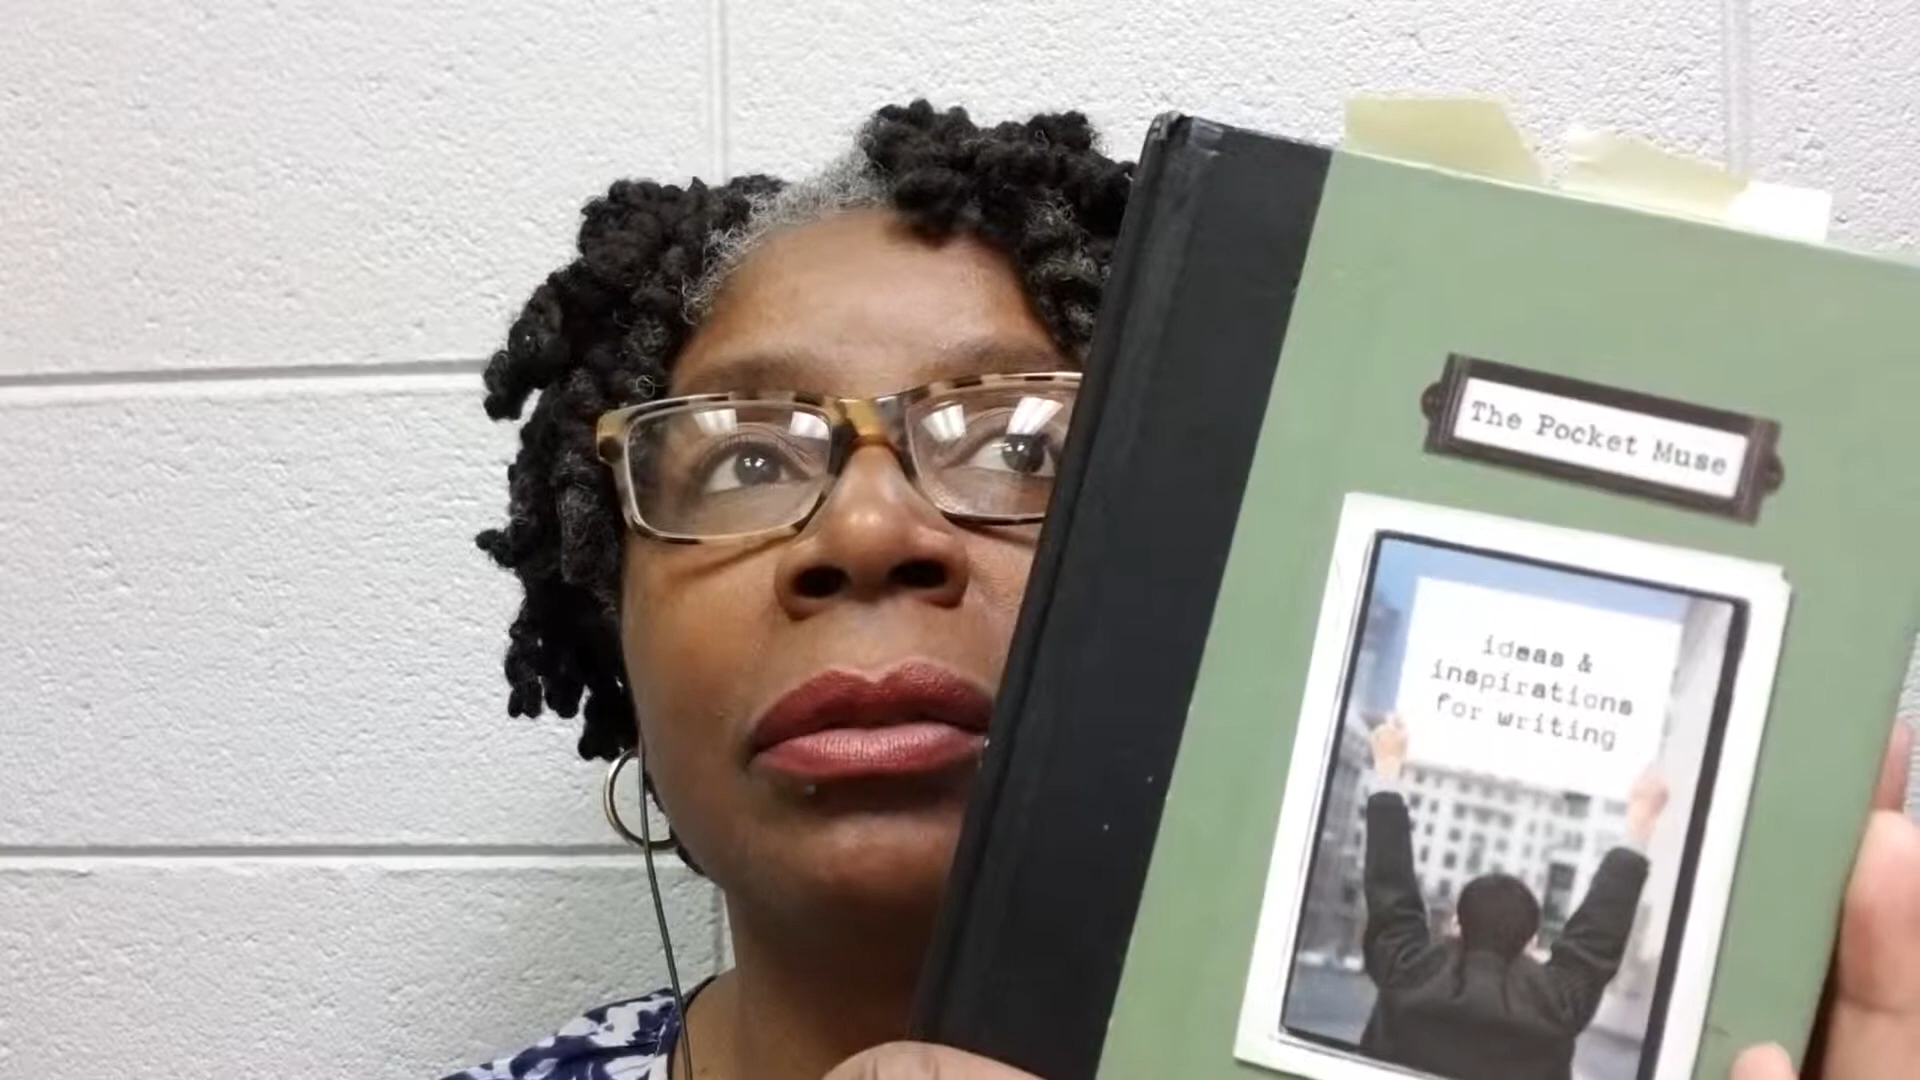 The Pocket Muse
ideas &
inspirations
for writing